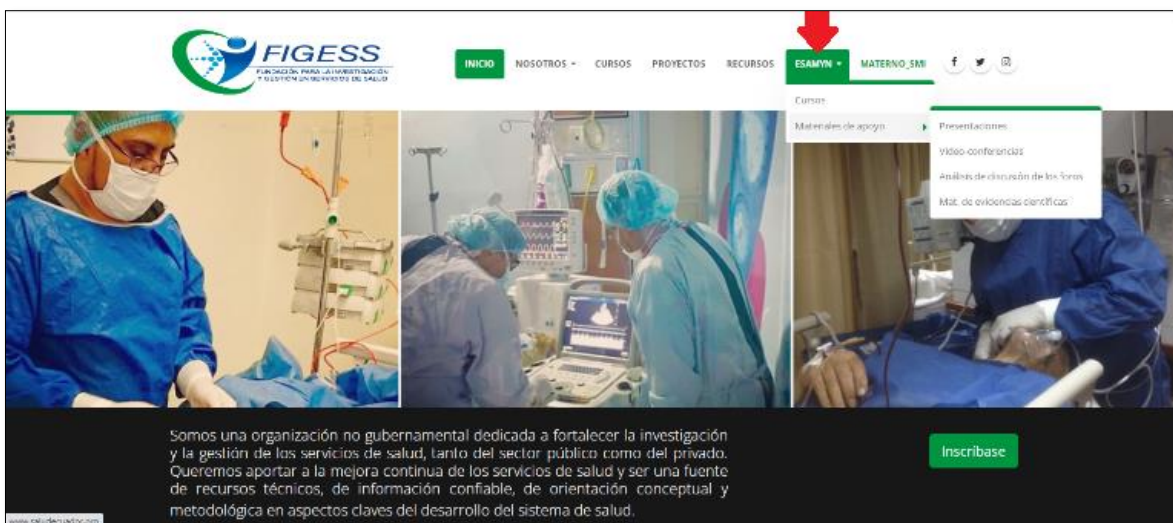 FIGESS
FUNDACIÓN PARA LA INVESTIGACIÓN
Y GESTIÓN EN SERVICIOS DE SALUD
INICIO NOSOTROS CURSOS PROYECTOS RECURSOS ESAMYN MATERNO_SMI
Cursos
Materiales de apoyo
Presentaciones
Video-conferencias
Análisis de discusión de los foros
Mat. de evidencias científicas
Somos una organización no gubernamental dedicada a fortalecer la investigación
y la gestión de los servicios de salud, tanto del sector público como del privado.
Queremos aportar a la mejora continua de los servicios de salud y ser una fuente
de recursos técnicos, de información confiable, de orientación conceptual y
metodológica en aspectos claves del desarrollo del sistema de salud.
Inscríbase
www.saludecuador.org